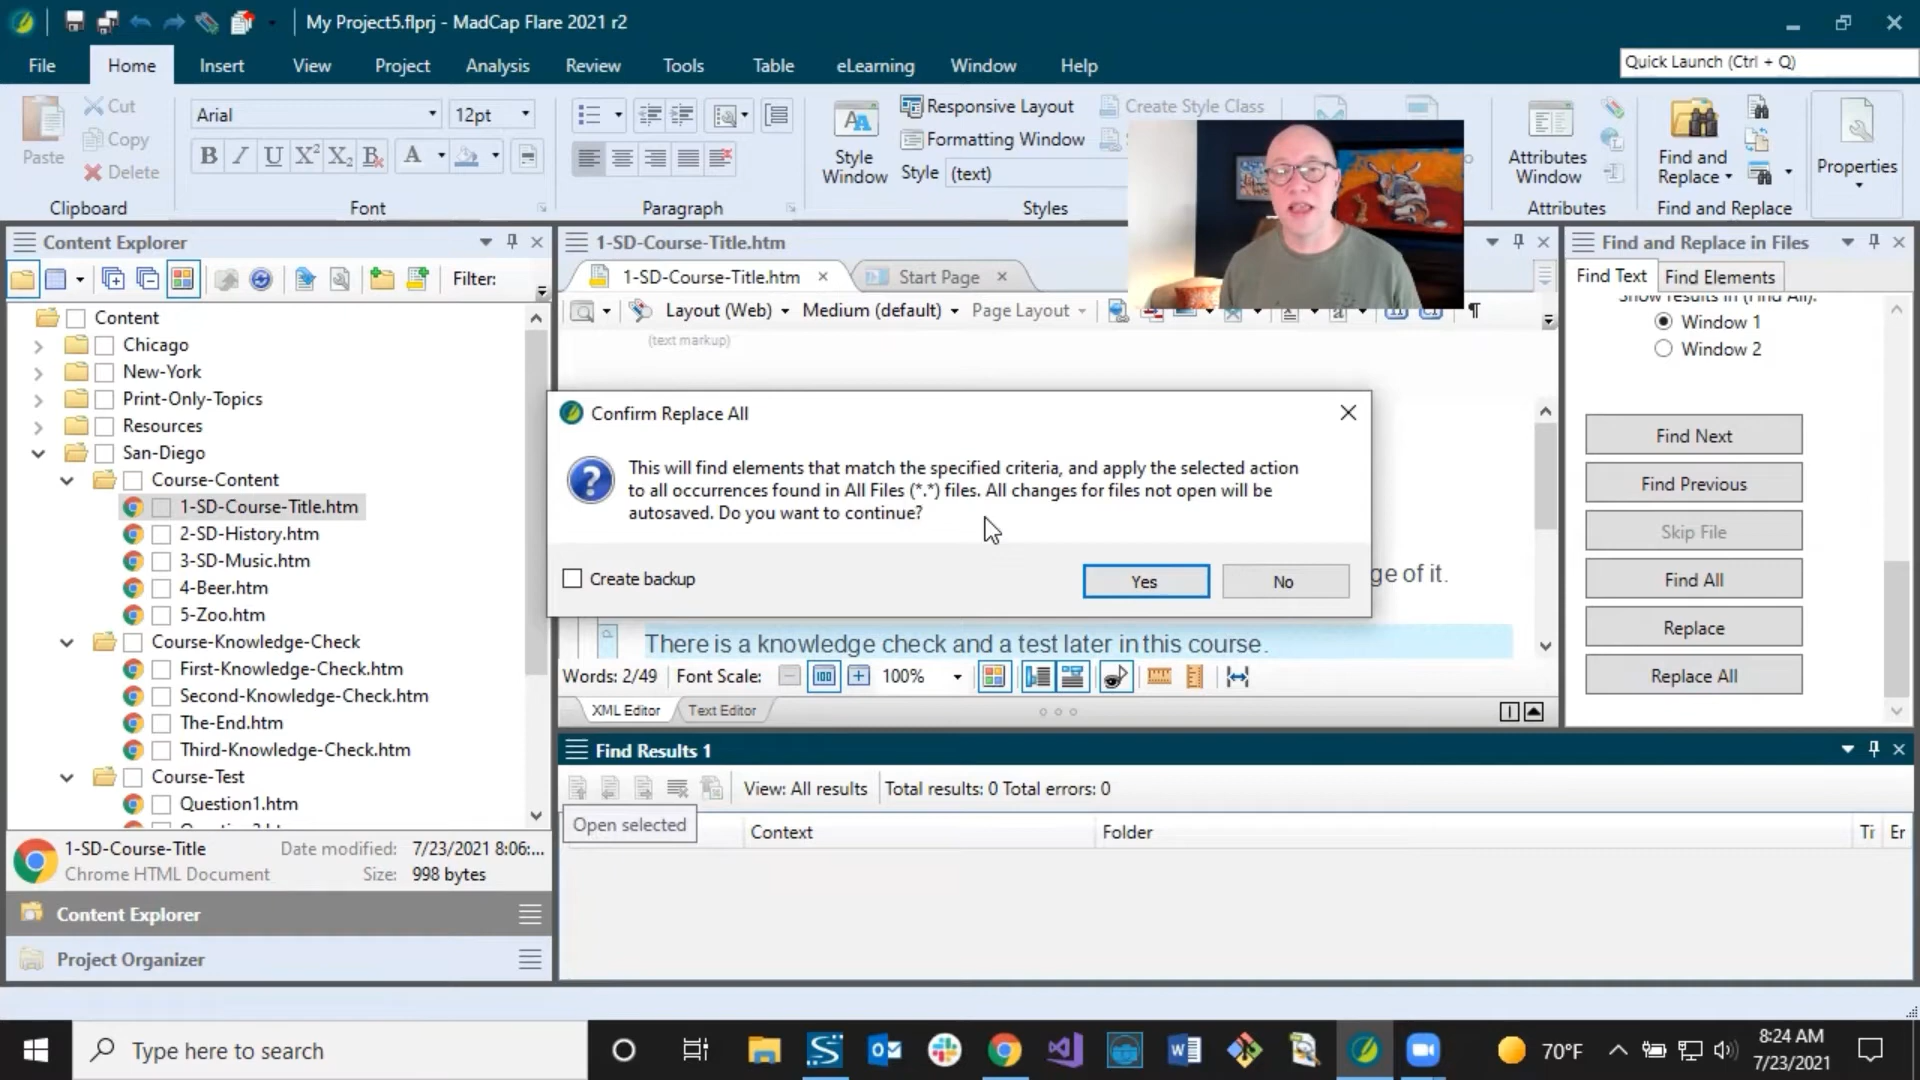 My Project5.flprj - MadCap Flare 2021 r2
File
Home
Insert
View
Project
Analysis
Review
Tools
Table
eLearning
Window
Help
Quick Launch (Ctrl + Q)
Paste
Cut
Copy
Delete
Clipboard
Arial
12pt
B I U X² X₂ B
A
Font
Paragraph
Style
Window
Responsive Layout
Formatting Window
Style
(text)
Create Style Class
Styles
Attributes
Window
Attributes
Find and
Replace
Find and Replace
Properties
Content Explorer
Filter:
Content
Chicago
New-York
Print-Only-Topics
Resources
San-Diego
Course-Content
1-SD-Course-Title.htm
2-SD-History.htm
3-SD-Music.htm
4-Beer.htm
5-Zoo.htm
Course-Knowledge-Check
First-Knowledge-Check.htm
Second-Knowledge-Check.htm
The-End.htm
Third-Knowledge-Check.htm
Course-Test
Question1.htm
1-SD-Course-Title
Date modified: 7/23/2021 8:06:...
Chrome HTML Document
Size: 998 bytes
Content Explorer
Project Organizer
1-SD-Course-Title.htm
1-SD-Course-Title.htm
Start Page
Layout (Web)
Medium (default)
Page Layout
(text markup)
Confirm Replace All
This will find elements that match the specified criteria, and apply the selected action
to all occurrences found in All Files (*.*) files. All changes for files not open will be
autosaved. Do you want to continue?
Create backup
Yes
No
ge of it.
There is a knowledge check and a test later in this course.
Words: 2/49
Font Scale:
100
100%
XML Editor
Text Editor
Find Results 1
View: All results
Total results: 0 Total errors: 0
Open selected
Context
Folder
Ti
Er
Find and Replace in Files
Find Text
Find Elements
Show results in (Find All):
Window 1
Window 2
Find Next
Find Previous
Skip File
Find All
Replace
Replace All
Type here to search
70°F
8:24 AM
7/23/2021